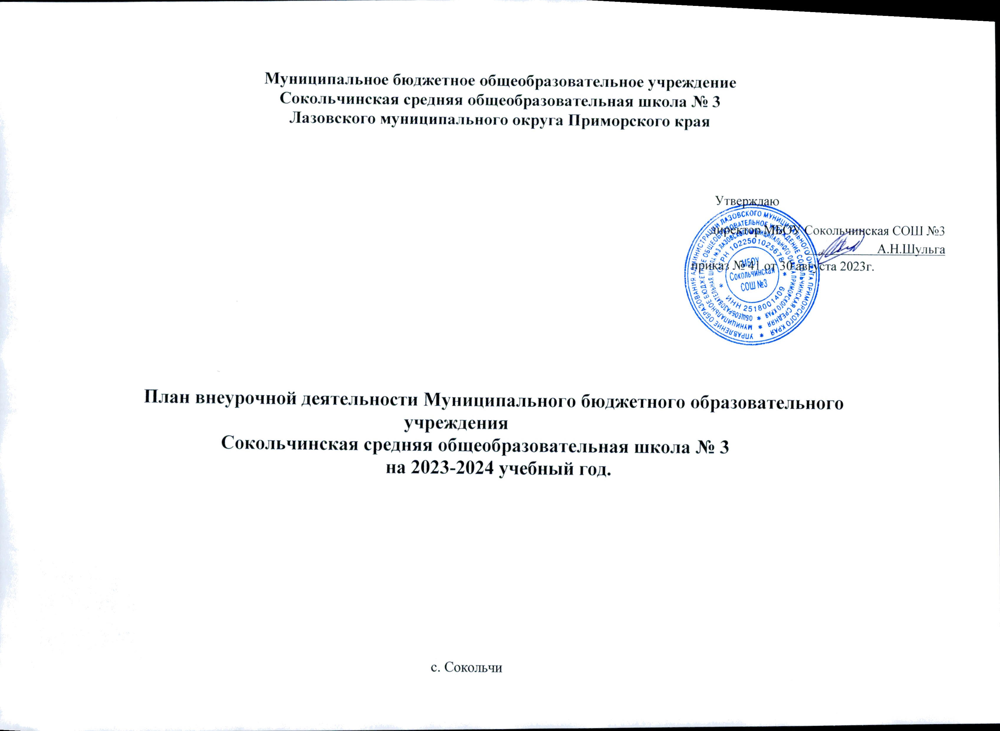 Муниципальное бюджетное общеобразовательное учреждение
Сокольчинская средняя общеобразовательная школа № 3
Лазовского муниципального округа Приморского края
Утверждаю
директор МБОУ Сокольчинская СОШ №3
А.Н.Шульга
приказ № 41 от 30 августа 2023г.
УПРАВЛЕНИЕ ОБРАЗОВАНИЯ АДМИНИСТРАЦИИ ЛАЗОВСКОГО МУНИЦИПАЛЬНОГО ОКРУГА ПРИМОРСКОГО КРАЯ *
МУНИЦИПАЛЬНОЕ БЮДЖЕТНОЕ ОБЩЕОБРАЗОВАТЕЛЬНОЕ УЧРЕЖДЕНИЕ СОКОЛЬЧИНСКАЯ СРЕДНЯЯ *
ОБЩЕОБРАЗОВАТЕЛЬНАЯ ШКОЛА №3 ЛАЗОВСКОГО МУНИЦИПАЛЬНОГО ОКРУГА ПРИМОРСКОГО КРАЯ *
* ОГРН 1022501025678 *
ИНН 2518001409
МБОУ
Сокольчинская
СОШ №3
План внеурочной деятельности Муниципального бюджетного образовательного
учреждения
Сокольчинская средняя общеобразовательная школа № 3
на 2023-2024 учебный год.
с. Сокольчи